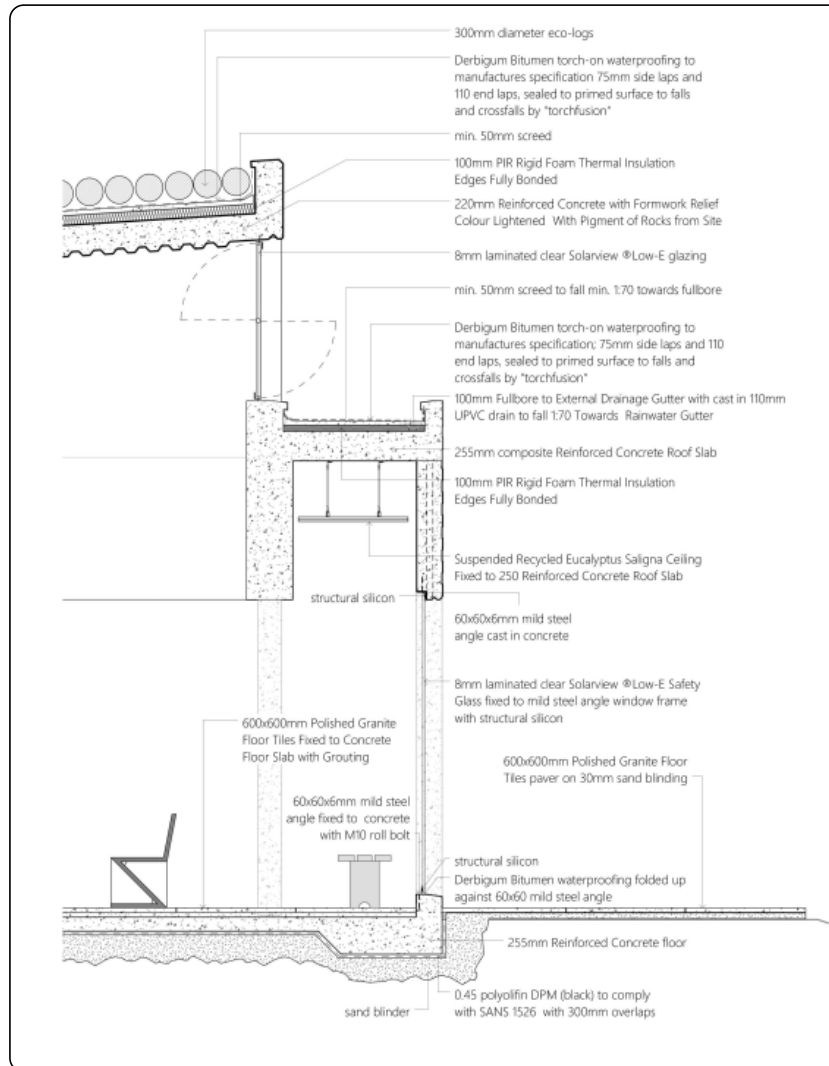 300mm diameter eco-logs
Derbigum Bitumen torch-on waterproofing to
manufactures specification 75mm side laps and
110 end laps, sealed to primed surface to falls
and crossfalls by "torchfusion"
min. 50mm screed
100mm PIR Rigid Foam Thermal Insulation
Edges Fully Bonded
220mm Reinforced Concrete with Formwork Relief
Colour Lightened With Pigment of Rocks from Site
8mm laminated clear Solarview ®Low-E glazing
min. 50mm screed to fall min. 1:70 towards fullbore
Derbigum Bitumen torch-on waterproofing to
manufactures specification; 75mm side laps and 110
end laps, sealed to primed surface to falls and
crossfalls by "torchfusion"
100mm Fullbore to External Drainage Gutter with cast in 110mm
UPVC drain to fall 1:70 Towards Rainwater Gutter
255mm composite Reinforced Concrete Roof Slab
100mm PIR Rigid Foam Thermal Insulation
Edges Fully Bonded
Suspended Recycled Eucalyptus Saligna Ceiling
Fixed to 250 Reinforced Concrete Roof Slab
structural silicon
60x60x6mm mild steel
angle cast in concrete
8mm laminated clear Solarview ®Low-E Safety
Glass fixed to mild steel angle window frame
with structural silicon
600x600mm Polished Granite
Floor Tiles Fixed to Concrete
Floor Slab with Grouting
600x600mm Polished Granite Floor
Tiles paver on 30mm sand blinding
60x60x6mm mild steel
angle fixed to concrete
with M10 roll bolt
structural silicon
Derbigum Bitumen waterproofing folded up
against 60x60 mild steel angle
255mm Reinforced Concrete floor
0.45 polyolifin DPM (black) to comply
with SANS 1526 with 300mm overlaps
sand blinder